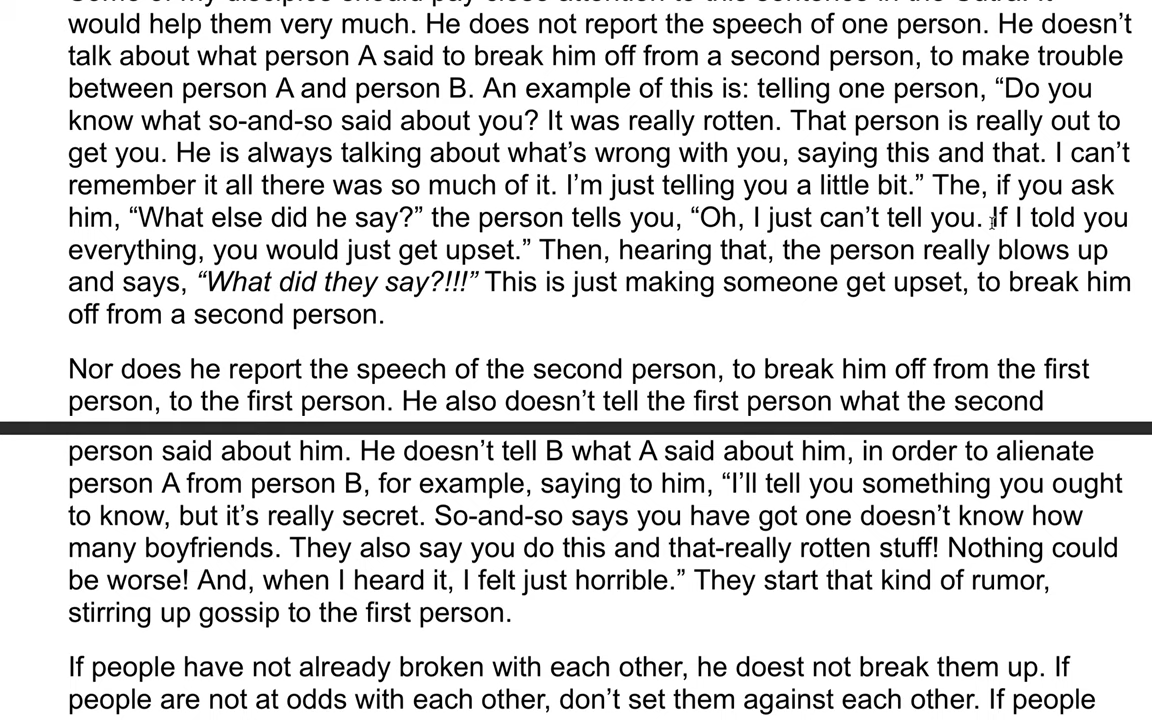 would help them very much. He does not report the speech of one person. He doesn't
talk about what person A said to break him off from a second person, to make trouble
between person A and person B. An example of this is: telling one person, “Do you
know what so-and-so said about you? It was really rotten. That person is really out to
get you. He is always talking about what’s wrong with you, saying this and that. I can’t
remember it all there was so much of it. I’m just telling you a little bit.” The, if you ask
him, “What else did he say?” the person tells you, “Oh, I just can’t tell you. If I told you
everything, you would just get upset.” Then, hearing that, the person really blows up
and says, “What did they say?!!!” This is just making someone get upset, to break him
off from a second person.
Nor does he report the speech of the second person, to break him off from the first
person, to the first person. He also doesn’t tell the first person what the second
person said about him. He doesn’t tell B what A said about him, in order to alienate
person A from person B, for example, saying to him, “I’ll tell you something you ought
to know, but it’s really secret. So-and-so says you have got one doesn’t know how
many boyfriends. They also say you do this and that-really rotten stuff! Nothing could
be worse! And, when I heard it, I felt just horrible.” They start that kind of rumor,
stirring up gossip to the first person.
If people have not already broken with each other, he doest not break them up. If
people are not at odds with each other, don’t set them against each other. If people